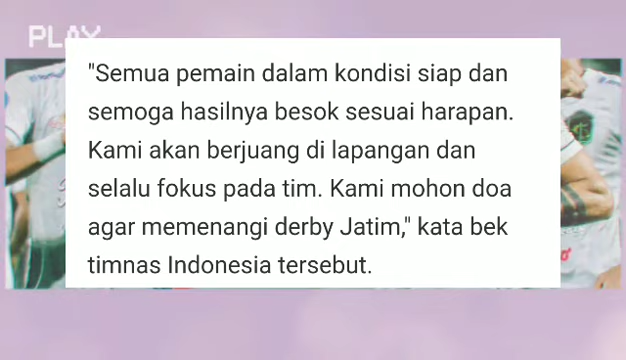 PLAY
"Semua pemain dalam kondisi siap dan
semoga hasilnya besok sesuai harapan.
Kami akan berjuang di lapangan dan
selalu fokus pada tim. Kami mohon doa
agar memenangi derby Jatim," kata bek
timnas Indonesia tersebut.